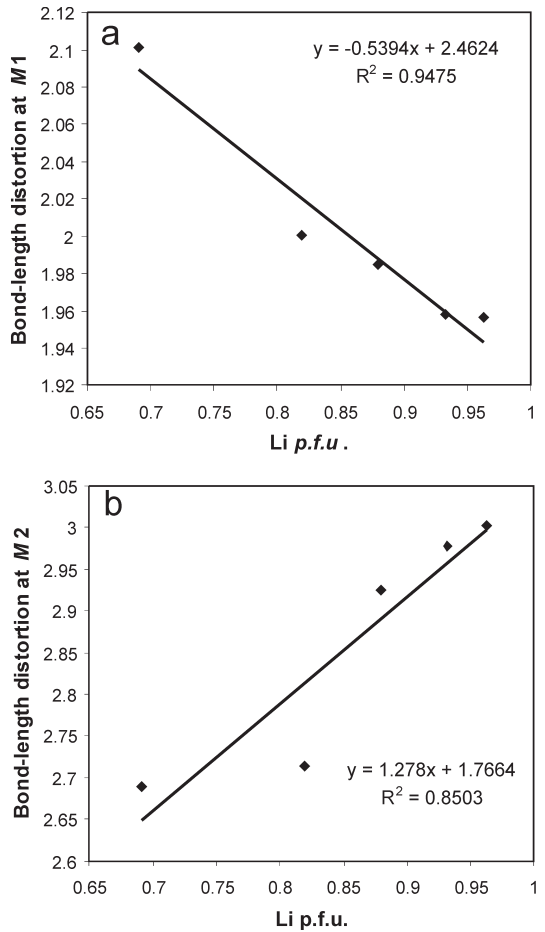 a
y = -0.5394x + 2.4624
R² = 0.9475
Bond-length distortion at M1
2.12
2.1
2.08
2.06
2.04
2.02
2
1.98
1.96
1.94
1.92
0.65 0.7 0.75 0.8 0.85 0.9 0.95 1
Li p.f.u .
b
Bond-length distortion at M2
3.05
3
2.95
2.9
2.85
2.8
2.75
2.7
2.65
2.6
y = 1.278x + 1.7664
R² = 0.8503
0.65 0.7 0.75 0.8 0.85 0.9 0.95 1
Li p.f.u.